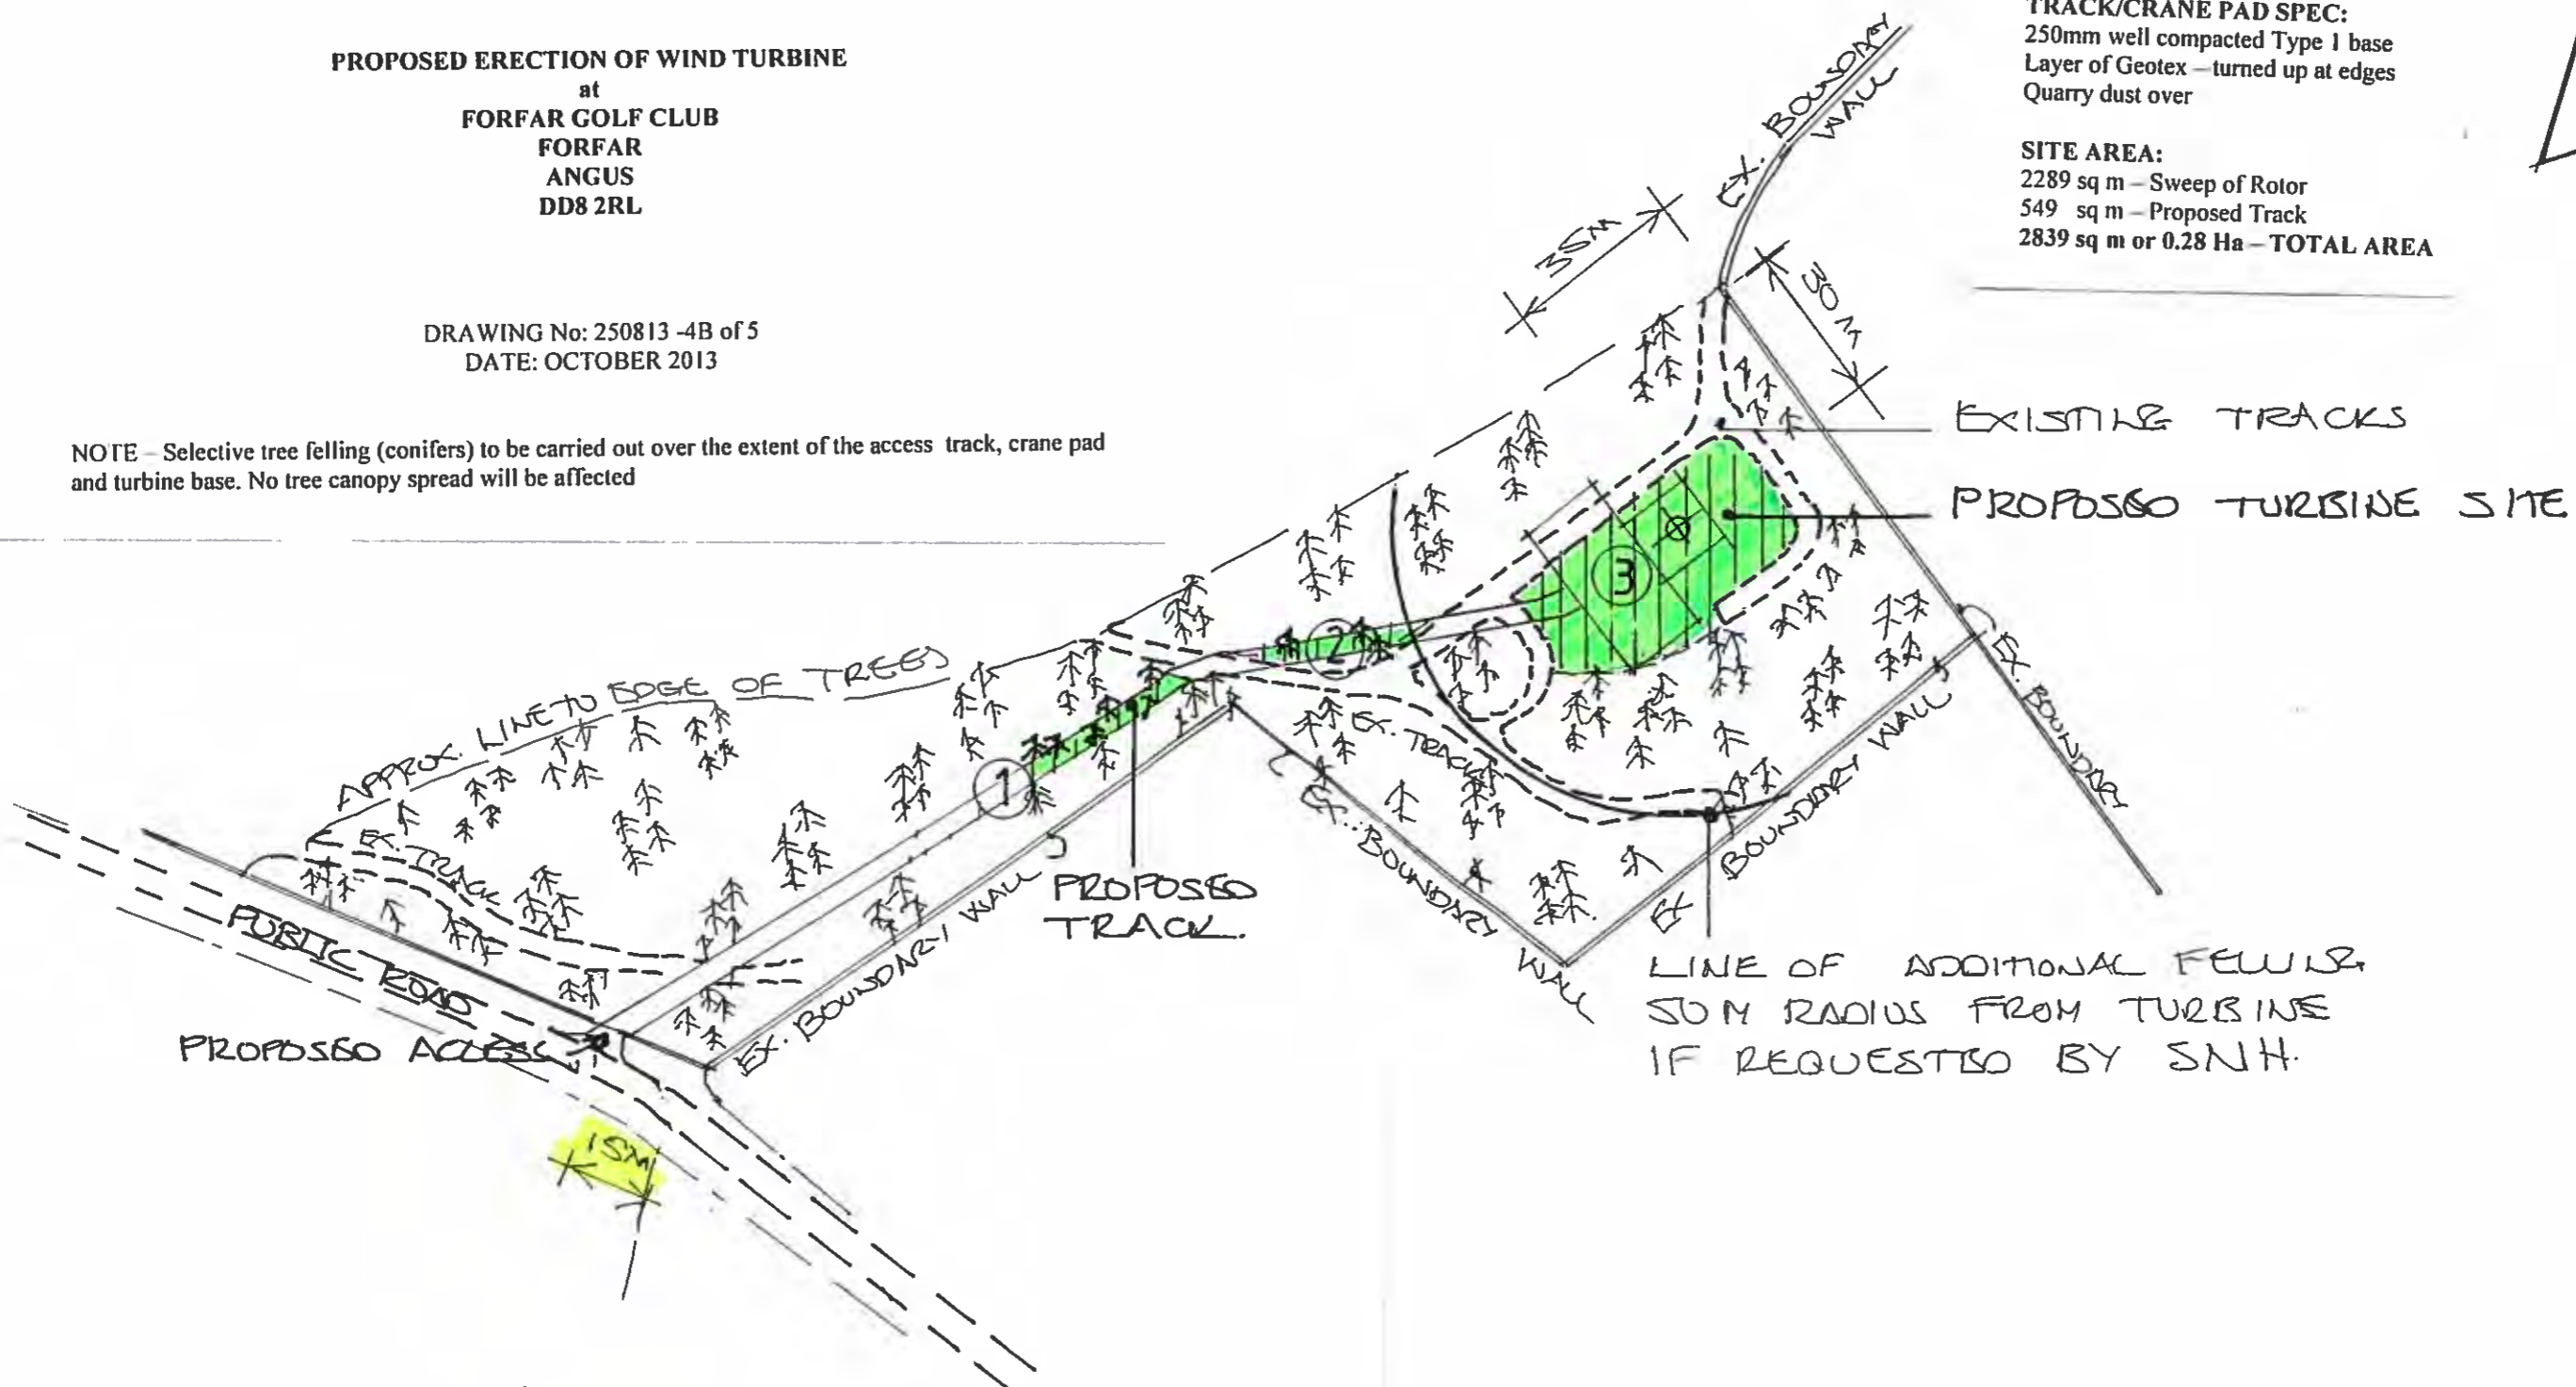 PROPOSED ERECTION OF WIND TURBINE
at
FORFAR GOLF CLUB
FORFAR
ANGUS
DD8 2RL
DRAWING No: 250813 -4B of 5
DATE: OCTOBER 2013
NOTE – Selective tree felling (conifers) to be carried out over the extent of the access track, crane pad
and turbine base. No tree canopy spread will be affected
TRACK/CRANE PAD SPEC:
250mm well compacted Type 1 base
Layer of Geotex – turned up at edges
Quarry dust over
SITE AREA:
2289 sq m – Sweep of Rotor
549 sq m – Proposed Track
2839 sq m or 0.28 Ha – TOTAL AREA
EX. BOUNDARY
WALL
35M
30M
EXISTING TRACKS
PROPOSED TURBINE SITE
3
2
1
APPROX. LINE TO EDGE OF TREES
EX. TRACK
EX. TRACK
PUBLIC ROAD
PROPOSED ACCESS
EX. BOUNDARY WALL
PROPOSED
TRACK.
EX. BOUNDARY WALL
EX BOUNDARY WALL
EX. BOUNDARY
LINE OF ADDITIONAL FELLING
50M RADIUS FROM TURBINE
IF REQUESTED BY SNH.
15M